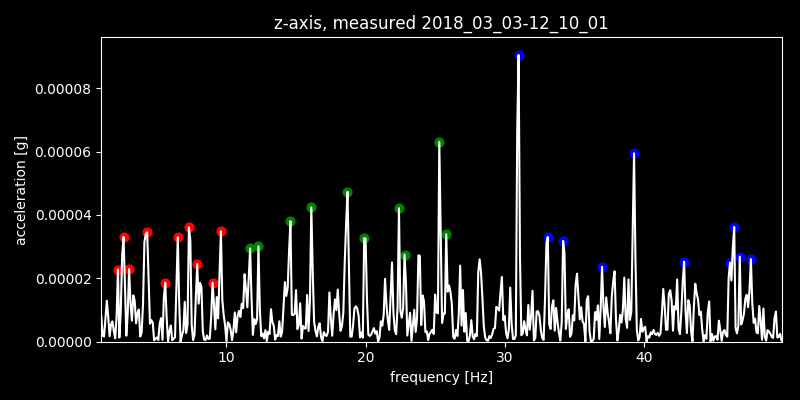 z-axis, measured 2018_03_03-12_10_01
0.00008
0.00006
0.00004
0.00002
0.00000
acceleration [g]
10 20 30 40
frequency [Hz]